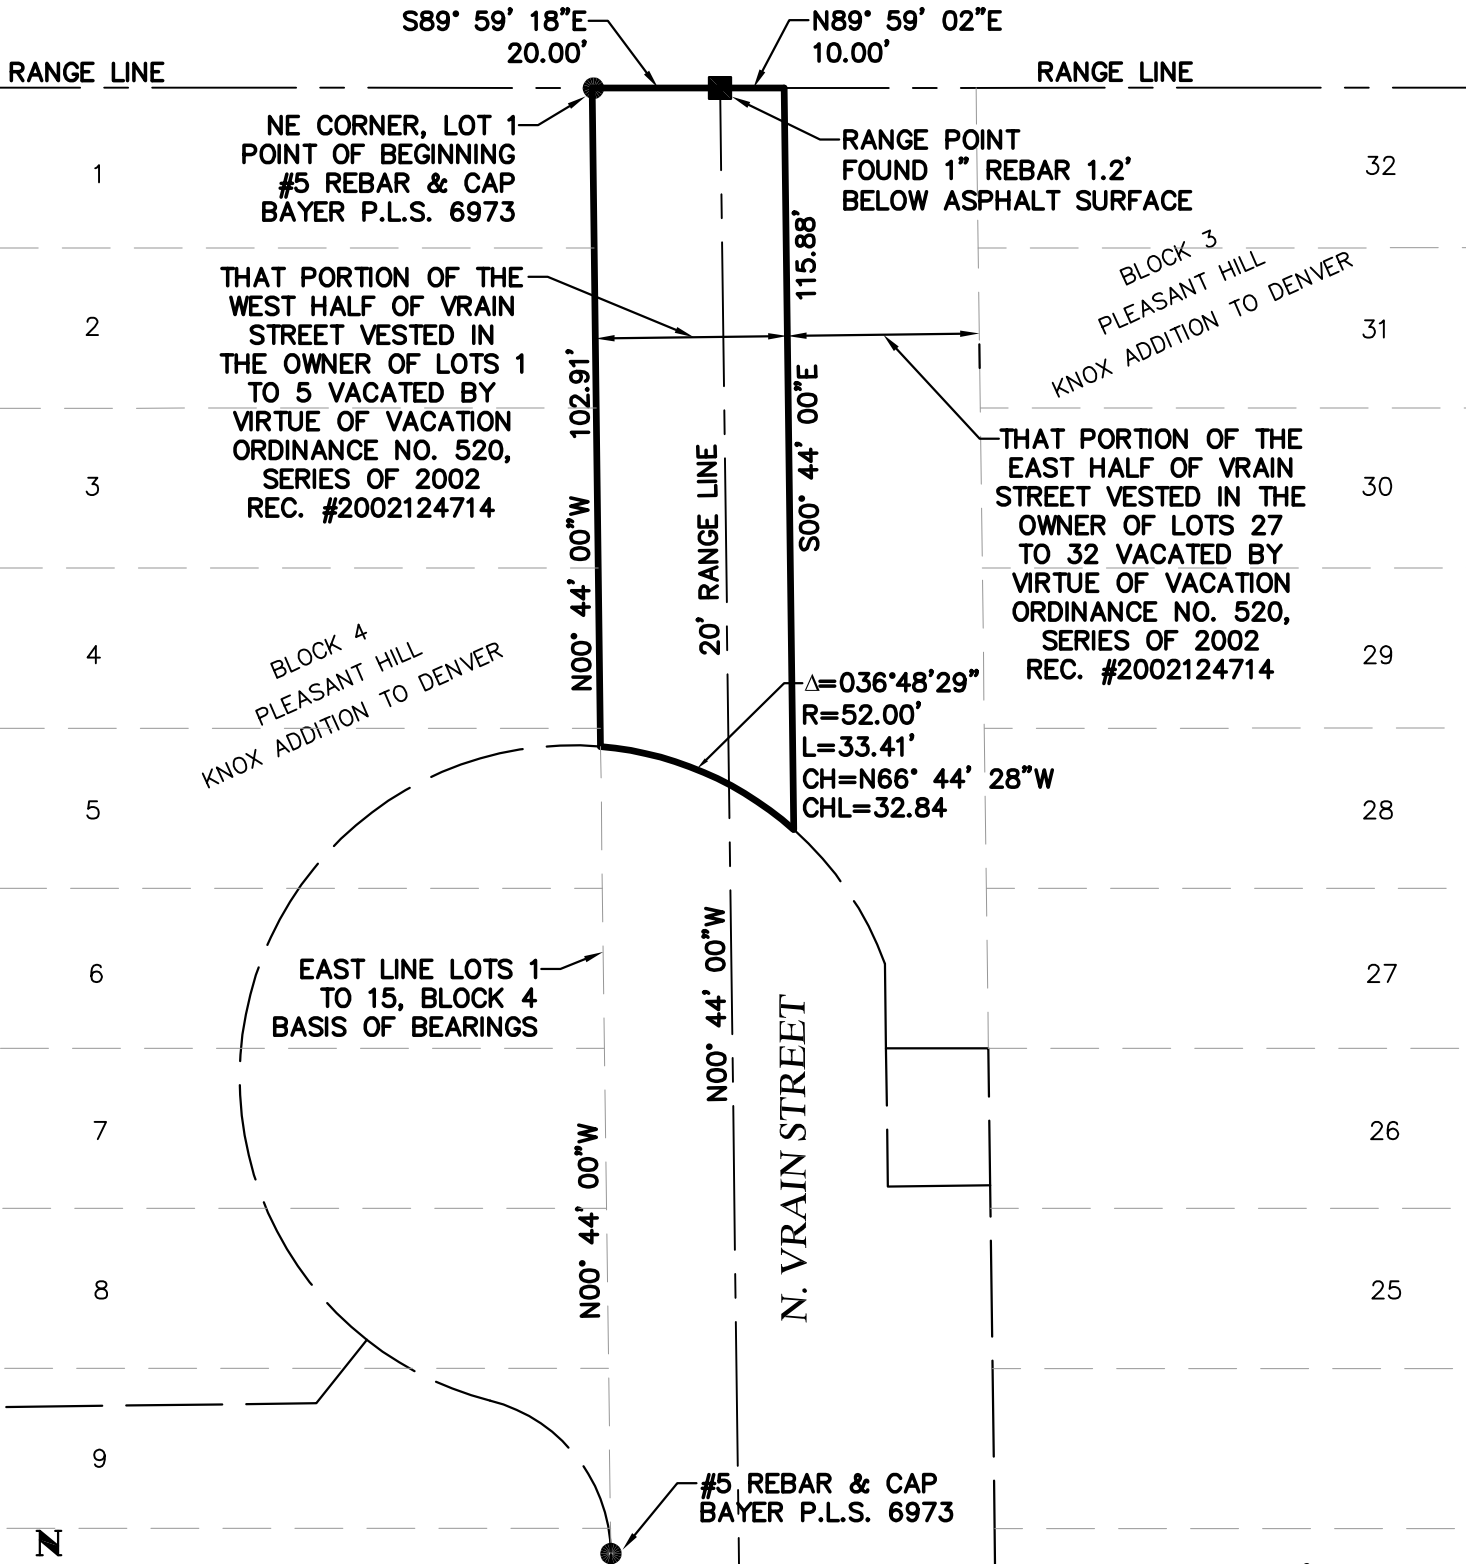 S89° 59' 18"E
20.00'
N89° 59' 02"E
10.00'
RANGE LINE
RANGE LINE
NE CORNER, LOT 1
POINT OF BEGINNING
#5 REBAR & CAP
BAYER P.L.S. 6973
RANGE POINT
FOUND 1" REBAR 1.2'
BELOW ASPHALT SURFACE
1
32
THAT PORTION OF THE
WEST HALF OF VRAIN
STREET VESTED IN
THE OWNER OF LOTS 1
TO 5 VACATED BY
VIRTUE OF VACATION
ORDINANCE NO. 520,
SERIES OF 2002
REC. #2002124714
115.88'
S00° 44' 00"E
BLOCK 3
PLEASANT HILL
KNOX ADDITION TO DENVER
2
31
102.91'
N00° 44' 00"W
20' RANGE LINE
THAT PORTION OF THE
EAST HALF OF VRAIN
STREET VESTED IN THE
OWNER OF LOTS 27
TO 32 VACATED BY
VIRTUE OF VACATION
ORDINANCE NO. 520,
SERIES OF 2002
REC. #2002124714
3
30
BLOCK 4
PLEASANT HILL
KNOX ADDITION TO DENVER
4
29
Δ=036°48'29"
R=52.00'
L=33.41'
CH=N66° 44' 28"W
CHL=32.84
5
28
EAST LINE LOTS 1
TO 15, BLOCK 4
BASIS OF BEARINGS
6
27
N00° 44' 00"W
N. VRAIN STREET
7
26
N00° 44' 00"W
8
25
9
#5 REBAR & CAP
BAYER P.L.S. 6973
N